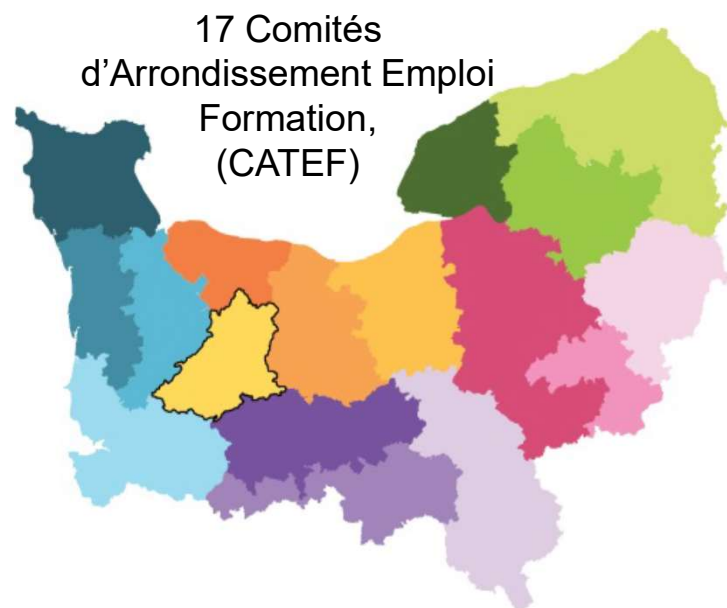 17 Comités
d'Arrondissement Emploi
Formation,
(CATEF)